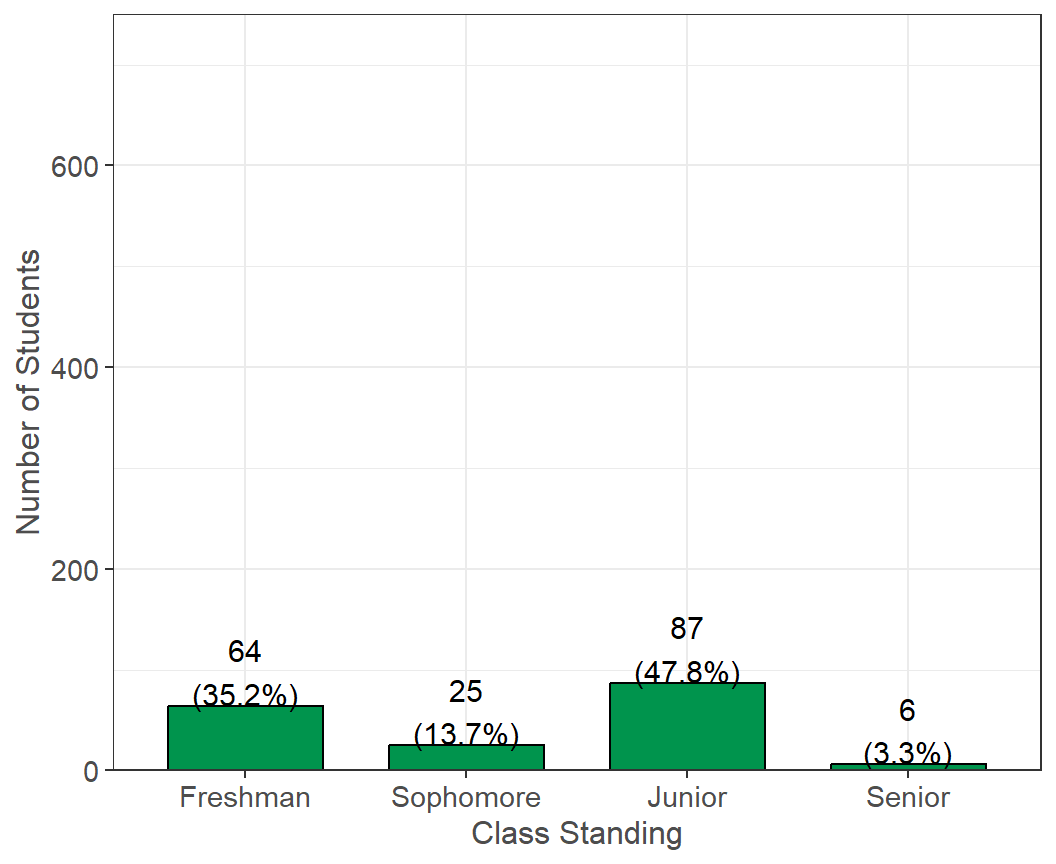 Number of Students
600
400
200
0
64
(35.2%)
25
(13.7%)
87
(47.8%)
6
(3.3%)
Freshman
Sophomore
Junior
Senior
Class Standing